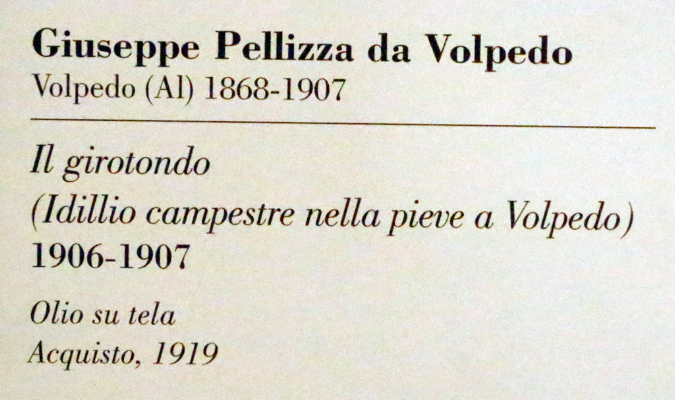 Giuseppe Pellizza da Volpedo
Volpedo (Al) 1868-1907
Il girotondo
(Idillio campestre nella pieve a Volpedo)
1906-1907
Olio su tela
Acquisto, 1919